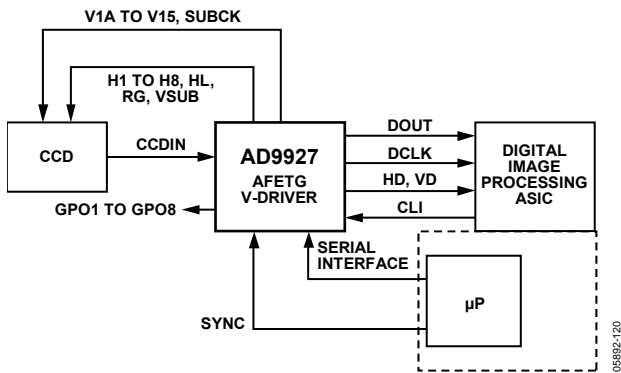 V1A TO V15, SUBCK
H1 TO H8, HL,
RG, VSUB
CCD
CCDIN
AD9927
AFETG
V-DRIVER
DOUT
DCLK
HD, VD
CLI
DIGITAL
IMAGE
PROCESSING
ASIC
GPO1 TO GPO8
SERIAL
INTERFACE
µP
SYNC
05892-120